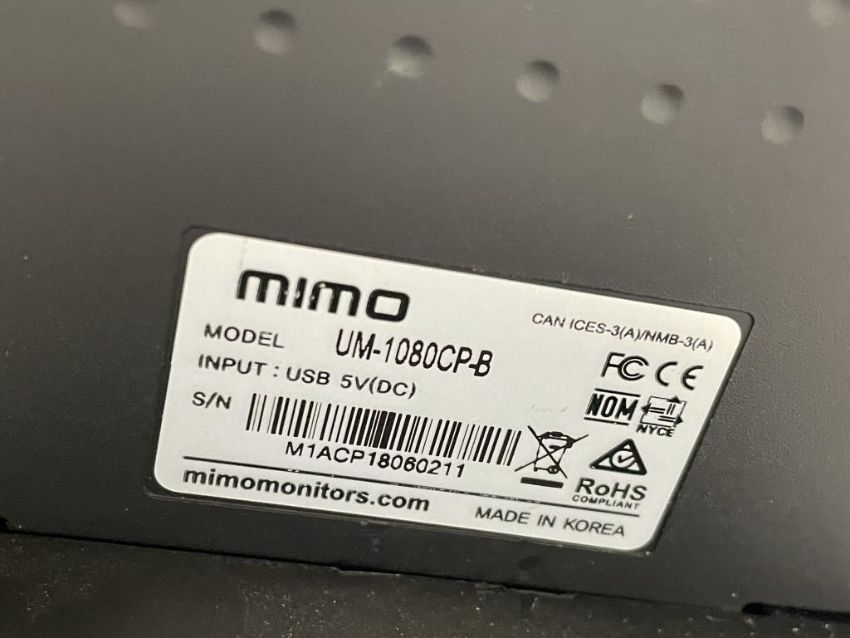 mimo
CAN ICES-3(A)/NMB-3(A)
MODEL UM-1080CP-B
INPUT : USB 5V(DC)
FC CE
NOM NYCE
S/N
M1ACP18060211
RoHS
COMPLIANT
mimomonitors.com
MADE IN KOREA